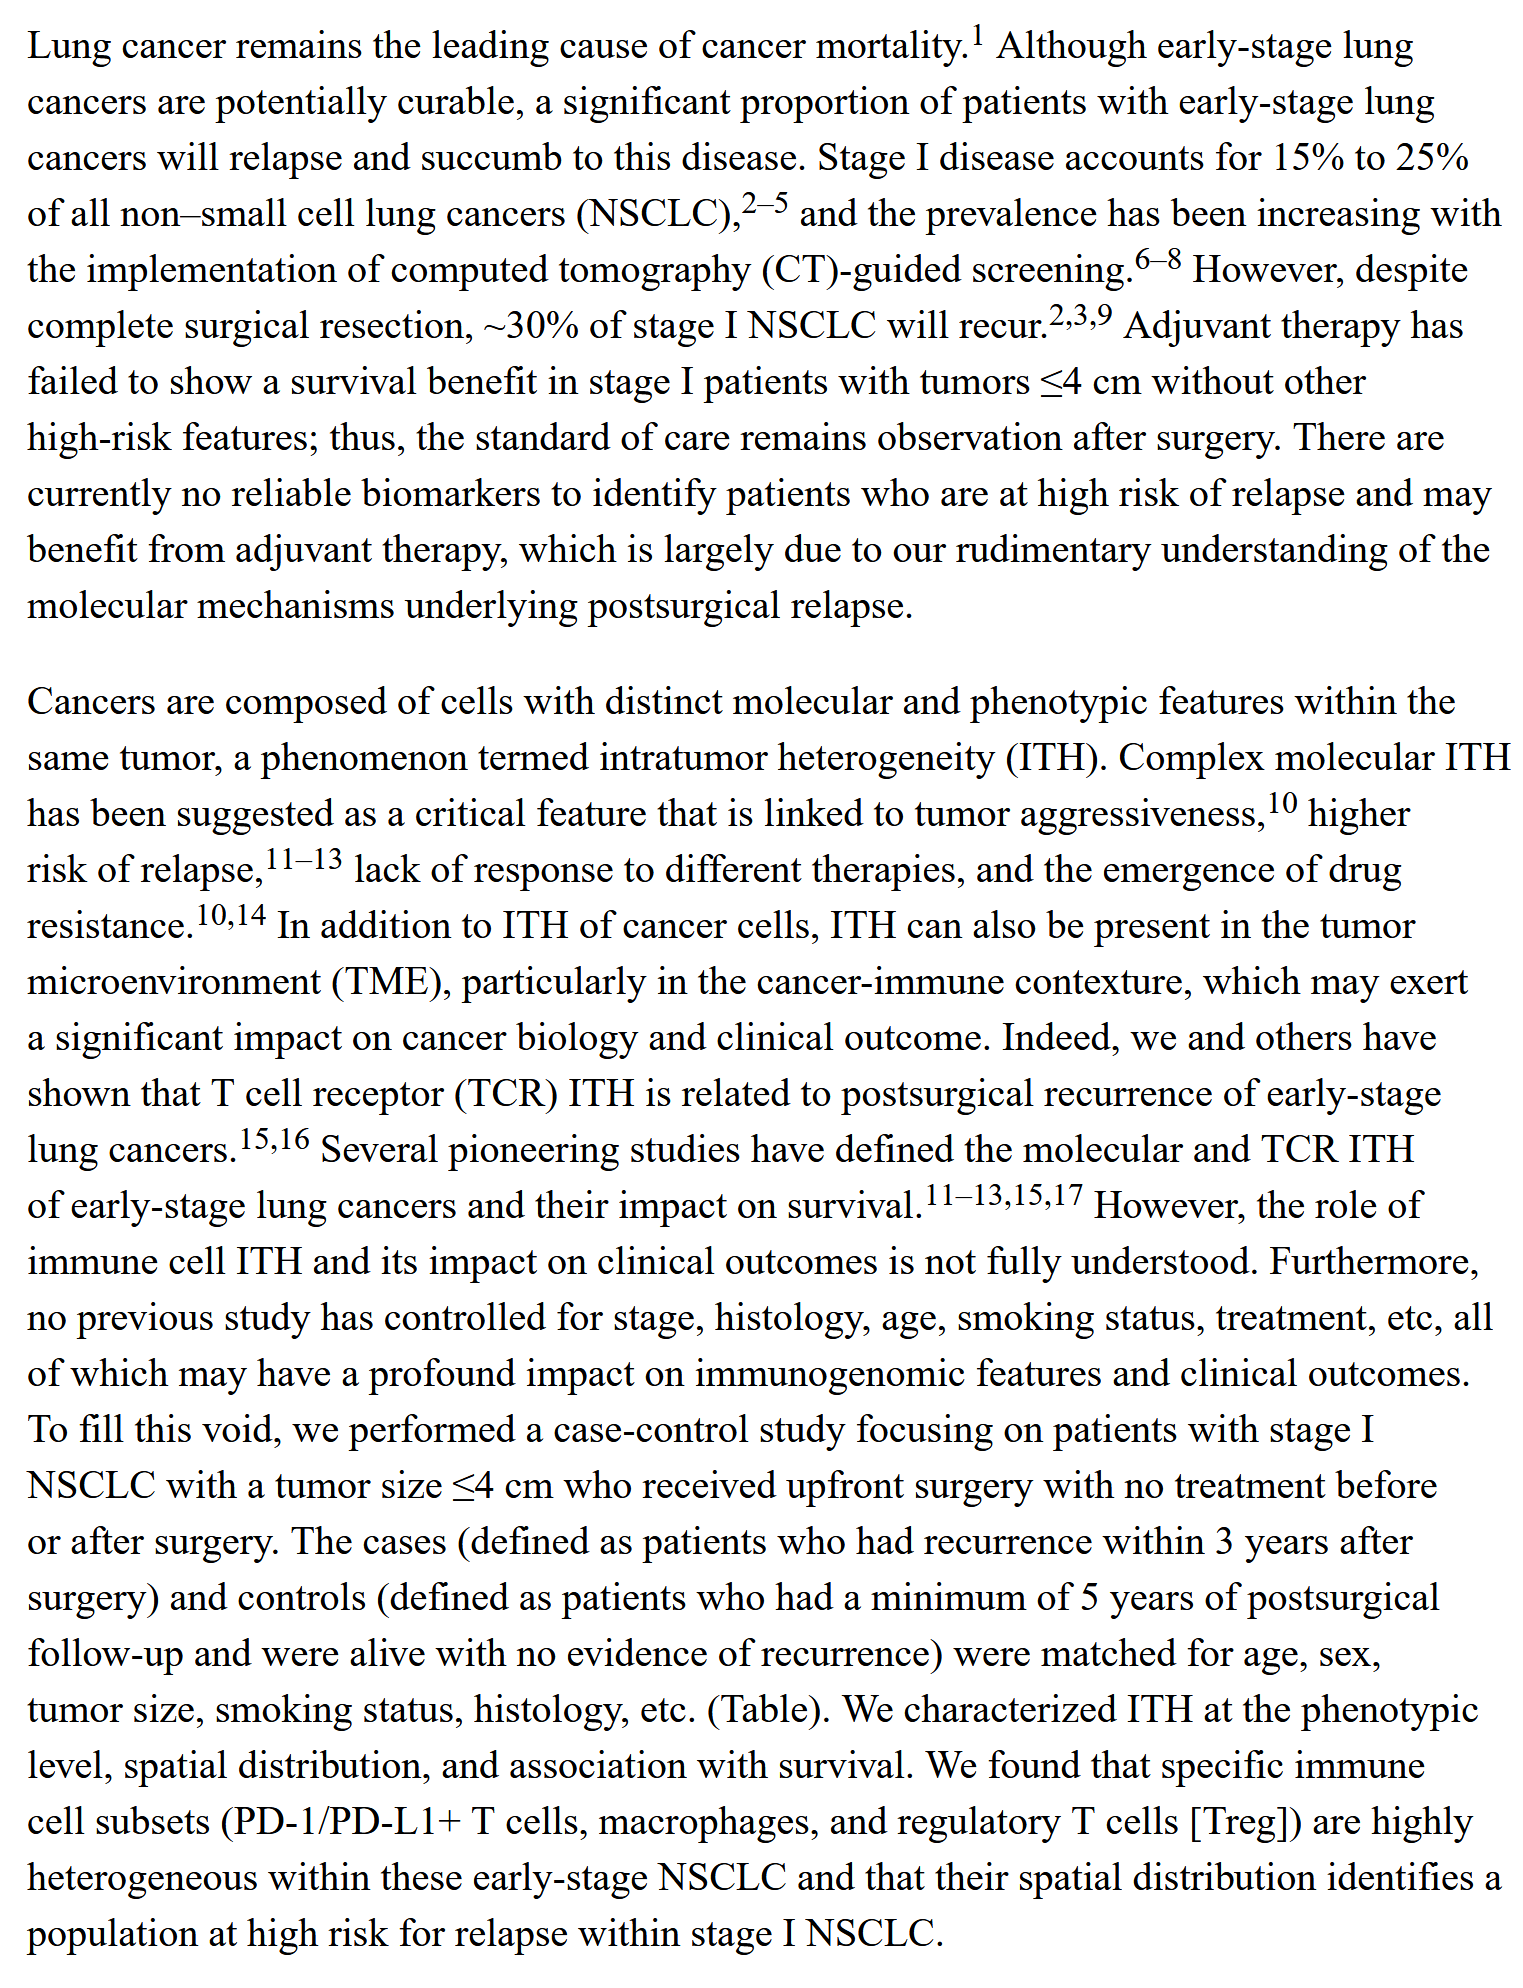 Lung cancer remains the leading cause of cancer mortality.1 Although early-stage lung
cancers are potentially curable, a significant proportion of patients with early-stage lung
cancers will relapse and succumb to this disease. Stage I disease accounts for 15% to 25%
of all non–small cell lung cancers (NSCLC),2–5 and the prevalence has been increasing with
the implementation of computed tomography (CT)-guided screening.6–8 However, despite
complete surgical resection, ~30% of stage I NSCLC will recur.2,3,9 Adjuvant therapy has
failed to show a survival benefit in stage I patients with tumors ≤4 cm without other
high-risk features; thus, the standard of care remains observation after surgery. There are
currently no reliable biomarkers to identify patients who are at high risk of relapse and may
benefit from adjuvant therapy, which is largely due to our rudimentary understanding of the
molecular mechanisms underlying postsurgical relapse.
Cancers are composed of cells with distinct molecular and phenotypic features within the
same tumor, a phenomenon termed intratumor heterogeneity (ITH). Complex molecular ITH
has been suggested as a critical feature that is linked to tumor aggressiveness,10 higher
risk of relapse,11–13 lack of response to different therapies, and the emergence of drug
resistance.10,14 In addition to ITH of cancer cells, ITH can also be present in the tumor
microenvironment (TME), particularly in the cancer-immune contexture, which may exert
a significant impact on cancer biology and clinical outcome. Indeed, we and others have
shown that T cell receptor (TCR) ITH is related to postsurgical recurrence of early-stage
lung cancers.15,16 Several pioneering studies have defined the molecular and TCR ITH
of early-stage lung cancers and their impact on survival.11–13,15,17 However, the role of
immune cell ITH and its impact on clinical outcomes is not fully understood. Furthermore,
no previous study has controlled for stage, histology, age, smoking status, treatment, etc, all
of which may have a profound impact on immunogenomic features and clinical outcomes.
To fill this void, we performed a case-control study focusing on patients with stage I
NSCLC with a tumor size ≤4 cm who received upfront surgery with no treatment before
or after surgery. The cases (defined as patients who had recurrence within 3 years after
surgery) and controls (defined as patients who had a minimum of 5 years of postsurgical
follow-up and were alive with no evidence of recurrence) were matched for age, sex,
tumor size, smoking status, histology, etc. (Table). We characterized ITH at the phenotypic
level, spatial distribution, and association with survival. We found that specific immune
cell subsets (PD-1/PD-L1+ T cells, macrophages, and regulatory T cells [Treg]) are highly
heterogeneous within these early-stage NSCLC and that their spatial distribution identifies a
population at high risk for relapse within stage I NSCLC.